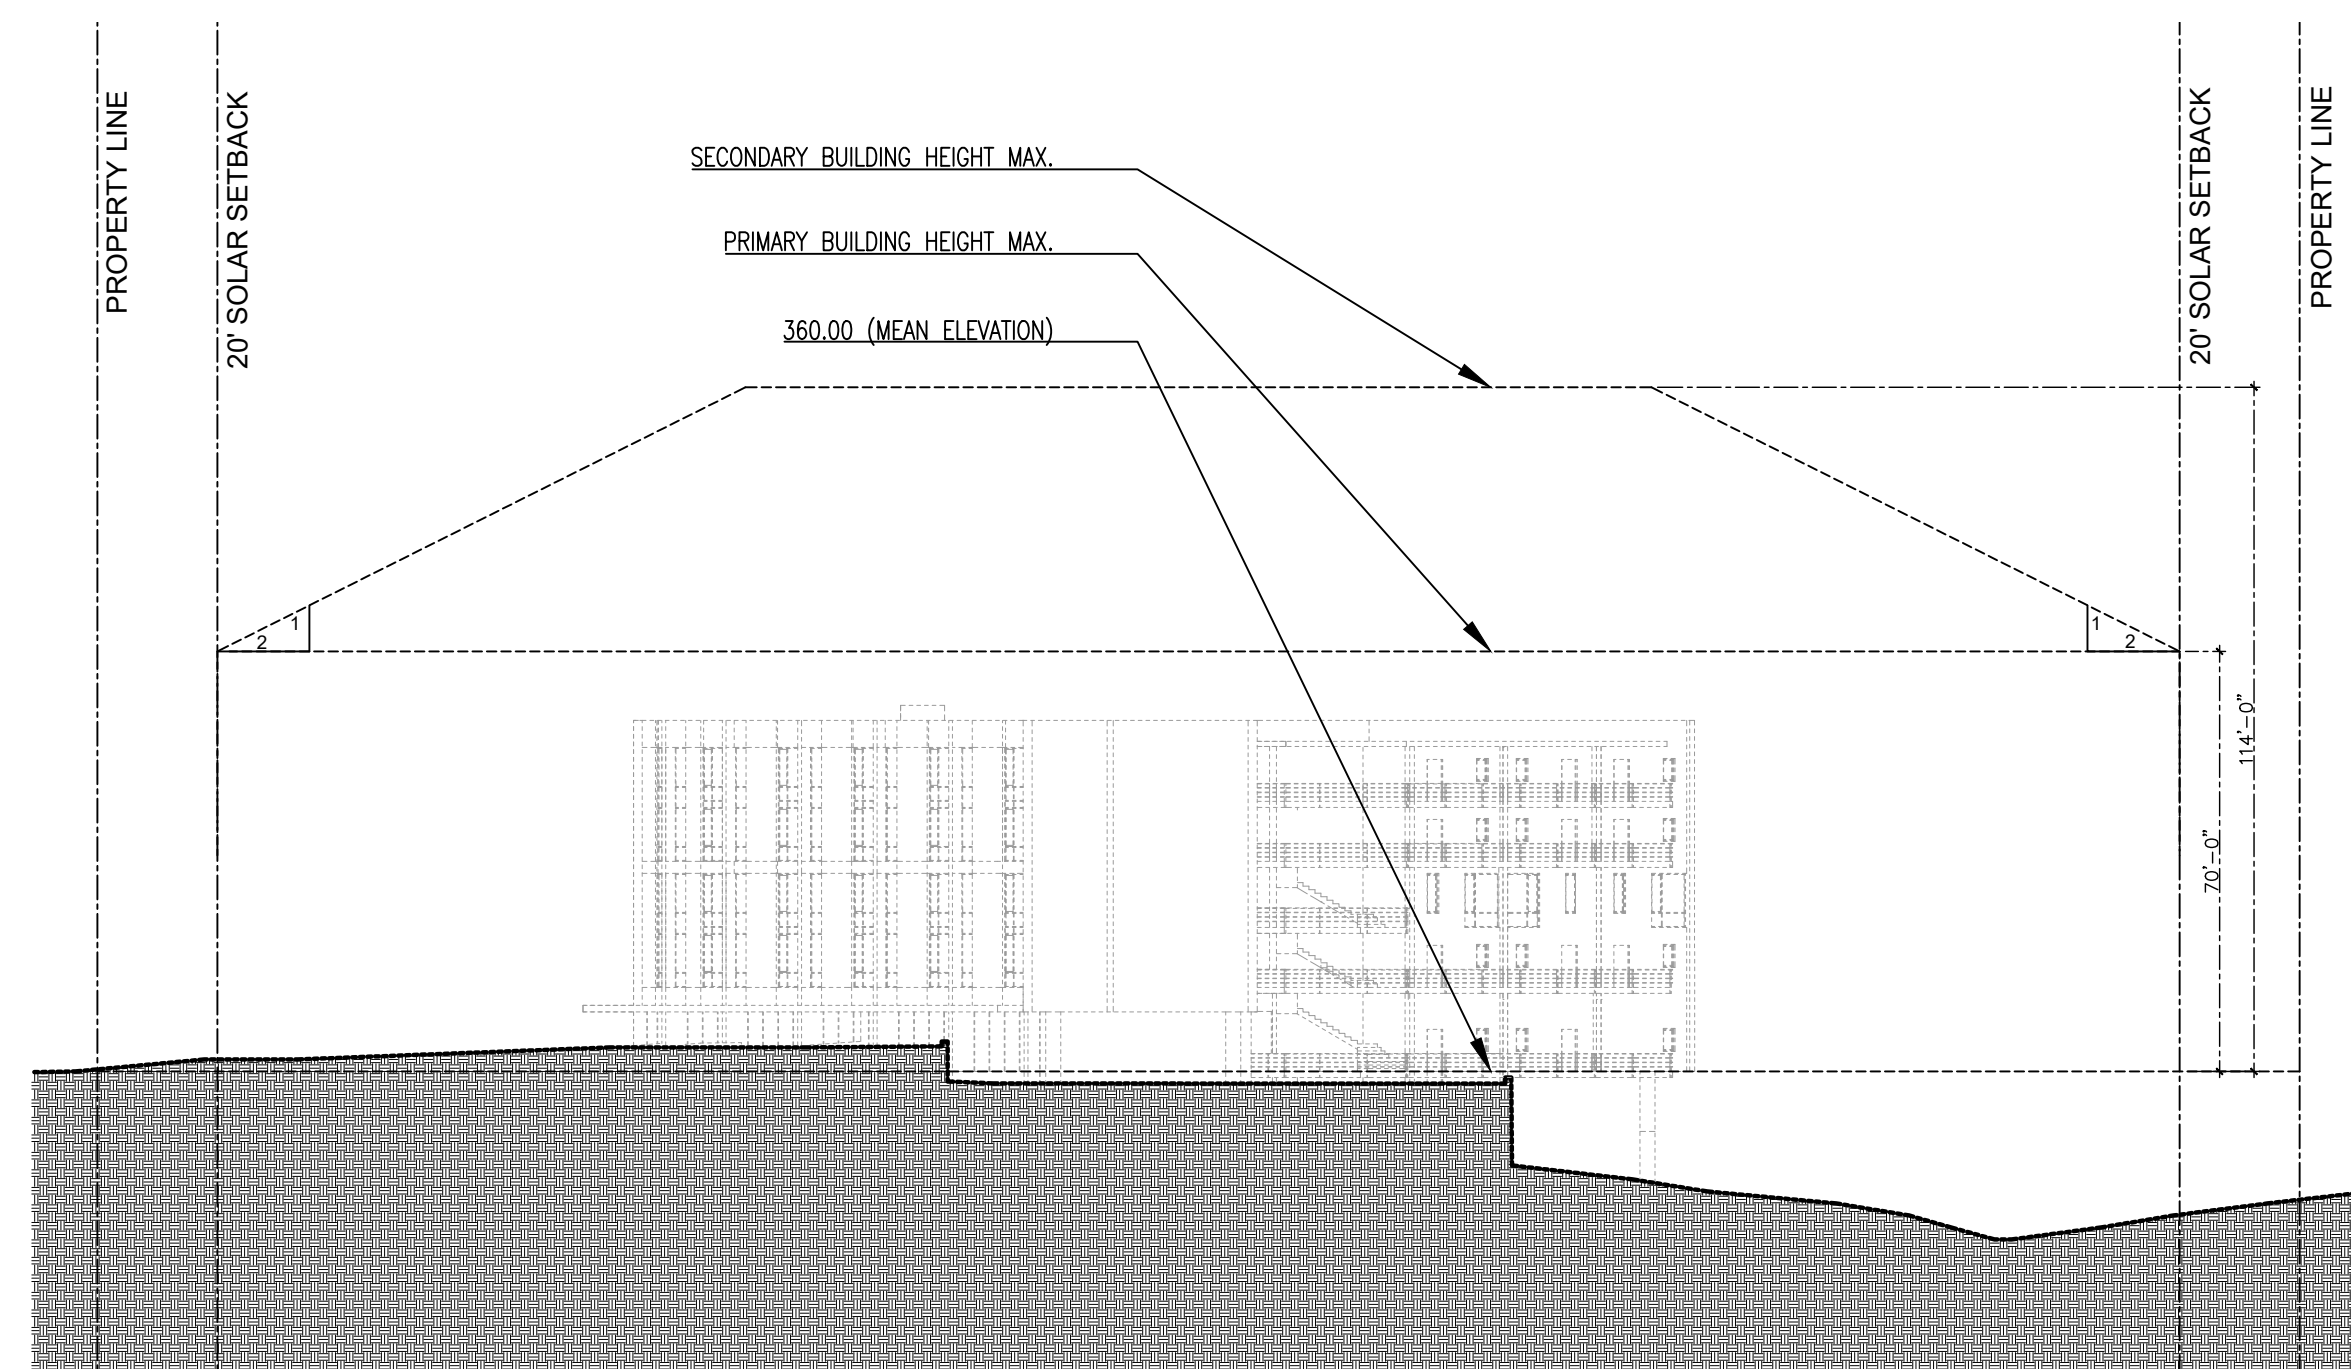 PROPERTY LINE
20' SOLAR SETBACK
SECONDARY BUILDING HEIGHT MAX.
PRIMARY BUILDING HEIGHT MAX.
360.00 (MEAN ELEVATION)
20' SOLAR SETBACK
PROPERTY LINE
1
2
1
2
114'-0"
70'-0"